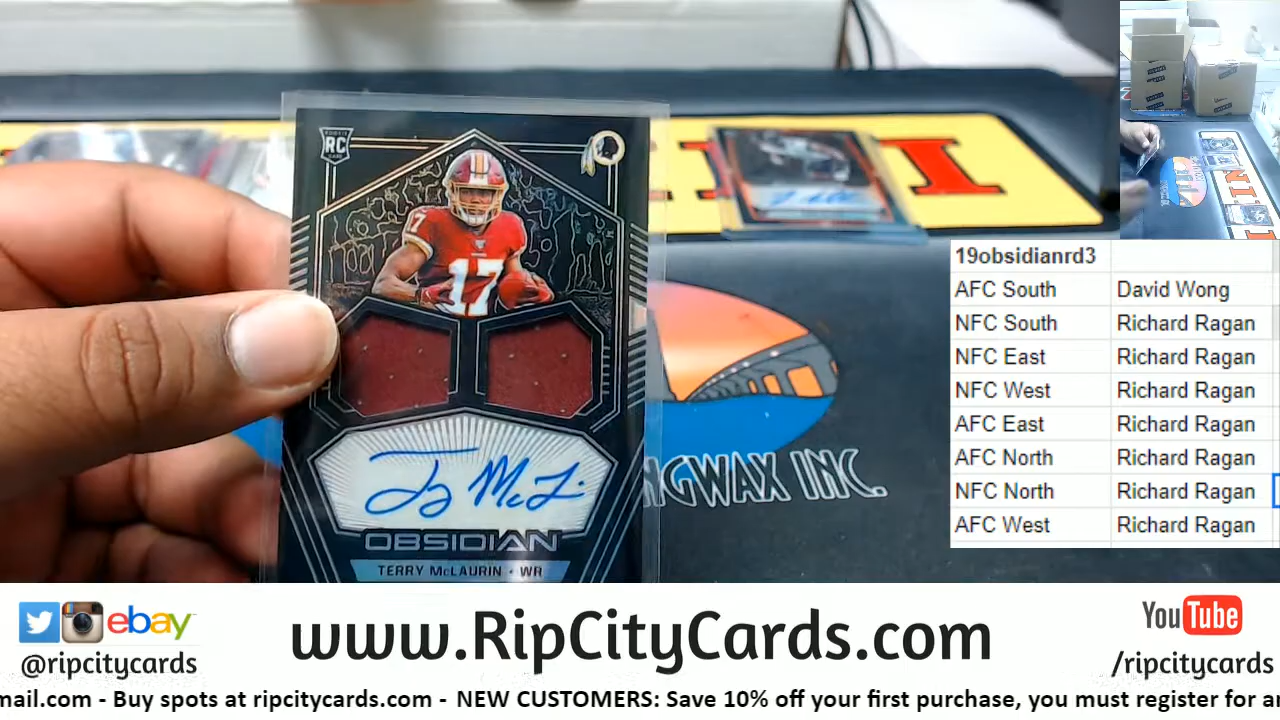 RC
17
17
OBSIDIAN
TERRY McLAURIN • WR
NGWAX INC.
19obsidianrd3
AFC South David Wong
NFC South Richard Ragan
NFC East Richard Ragan
NFC West Richard Ragan
AFC East Richard Ragan
AFC North Richard Ragan
NFC North Richard Ragan
AFC West Richard Ragan
ebay
@ripcitycards
www.RipCityCards.com
YouTube
/ripcitycards
mail.com - Buy spots at ripcitycards.com - NEW CUSTOMERS: Save 10% off your first purchase, you must register for a